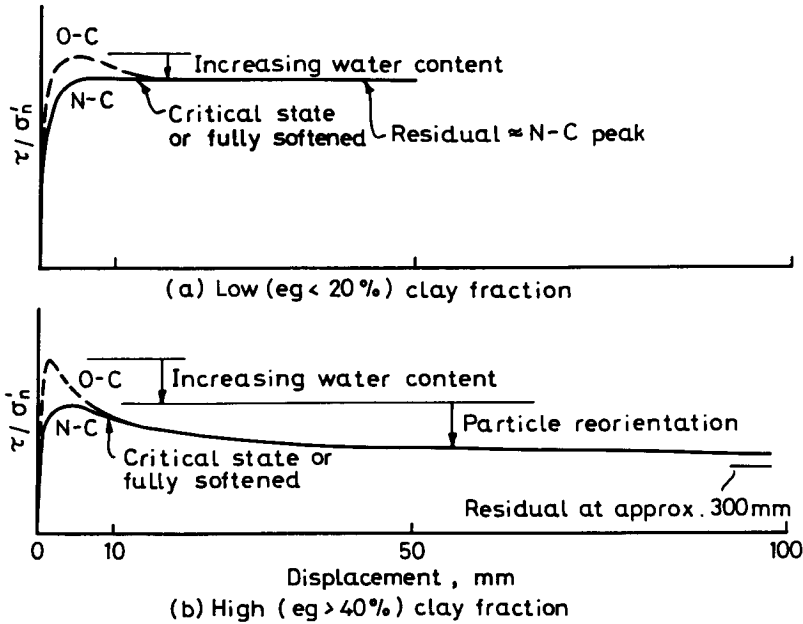 O-C
Increasing water content
N-C
Critical state
or fully softened
Residual ≈ N-C peak
τ/σ'n
(a) Low (eg < 20%) clay fraction
O-C
Increasing water content
N-C
Particle reorientation
Critical state or
fully softened
Residual at approx. 300mm
τ/σ'n
0 10 50 100
Displacement, mm
(b) High (eg > 40%) clay fraction